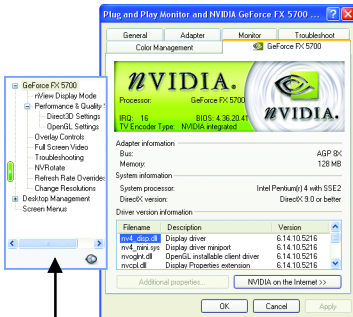 Plug and Play Monitor and NVIDIA GeForce FX 5700 ...
General Adapter Monitor Troubleshoot
Color Management GeForce FX 5700
GeForce FX 5700
nView Display Mode
Performance & Quality
Direct3D Settings
OpenGL Settings
Overlay Controls
Full Screen Video
Troubleshooting
NVRotate
Refresh Rate Overrides
Change Resolutions
Desktop Management
Screen Menus
NVIDIA.
Processor: GeForce FX 5700
IRQ: 16 BIOS: 4.36.20.41
TV Encoder Type: NVIDIA integrated
NVIDIA.
Adapter information
Bus: AGP 8X
Memory: 128 MB
System information
System processor: Intel Pentium(r) 4 with SSE2
DirectX version: DirectX 9.0 or better
Driver version information
Filename Description Version
nv4_disp.dll Display driver 6.14.10.5216
nv4_mini.sys Display driver miniport 6.14.10.5216
nvoglnt.dll OpenGL installable client driver 6.14.10.5216
nvcpl.dll Display Properties extension 6.14.10.5216
Additional properties... NVIDIA on the Internet >>
OK Cancel Apply